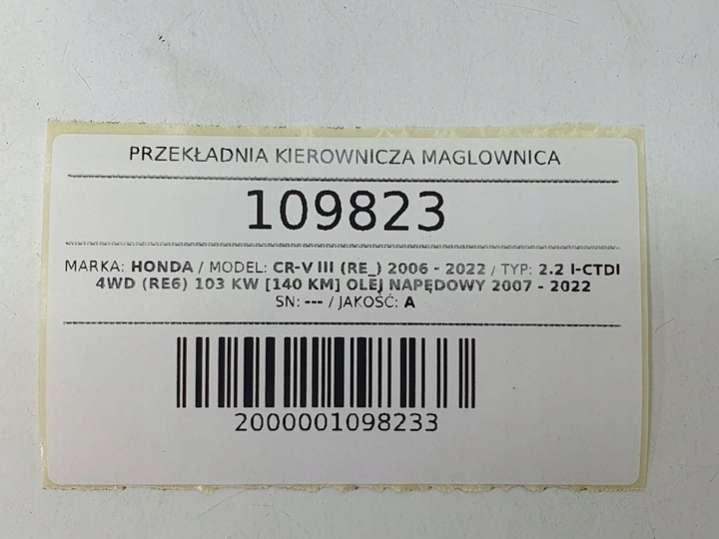 PRZEKŁADNIA KIEROWNICZA MAGLOWNICA
109823
MARKA: HONDA / MODEL: CR-V III (RE_) 2006 - 2022 / TYP: 2.2 I-CTDI
4WD (RE6) 103 KW [140 KM] OLEJ NAPĘDOWY 2007 - 2022
SN: --- / JAKOŚĆ: A
2000001098233